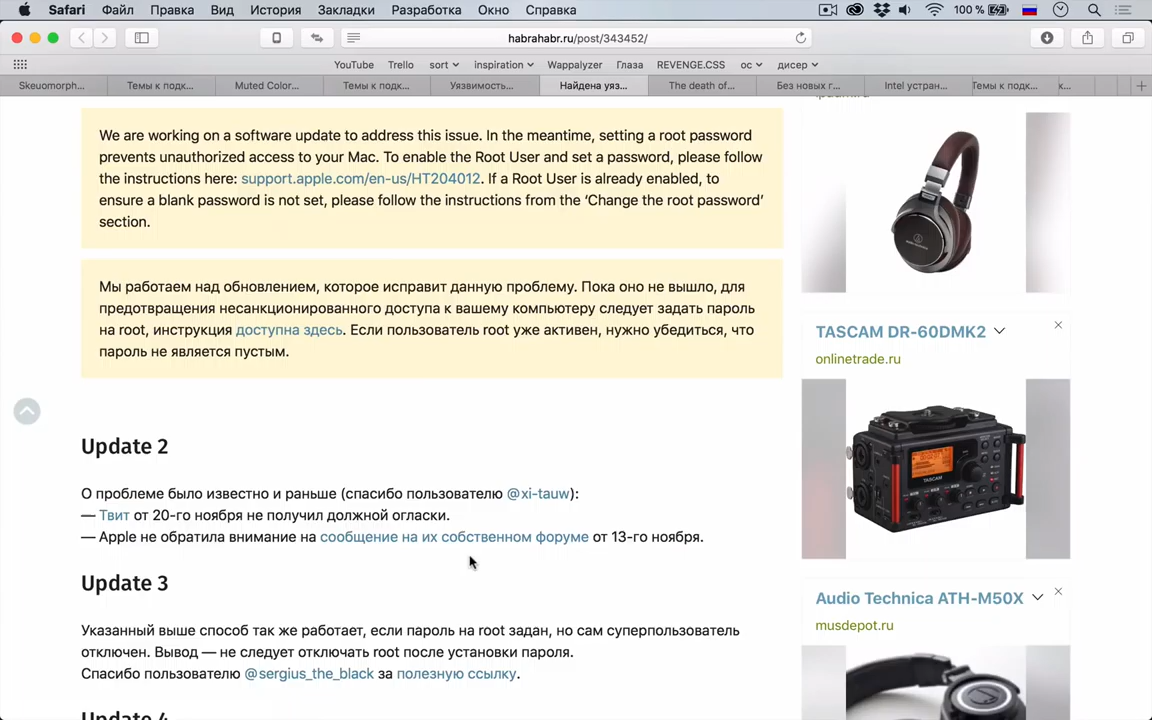 Safari Файл Правка Вид История Закладки Разработка Окно Справка 100 %
habrahabr.ru/post/343452/
YouTube Trello sort inspiration Wappalyzer Глаза REVENGE.CSS ос дисер
Skeuomorph... Темы к подк... Muted Color... Темы к подк... Уязвимость... Найдена уяз... The death of... Без новых г... Intel устран... Темы к подк... к...
We are working on a software update to address this issue. In the meantime, setting a root password
prevents unauthorized access to your Mac. To enable the Root User and set a password, please follow
the instructions here: support.apple.com/en-us/HT204012. If a Root User is already enabled, to
ensure a blank password is not set, please follow the instructions from the ‘Change the root password’
section.
Мы работаем над обновлением, которое исправит данную проблему. Пока оно не вышло, для
предотвращения несанкционированного доступа к вашему компьютеру следует задать пароль
на root, инструкция доступна здесь. Если пользователь root уже активен, нужно убедиться, что
пароль не является пустым.
Update 2
О проблеме было известно и раньше (спасибо пользователю @xi-tauw):
— Твит от 20-го ноября не получил должной огласки.
— Apple не обратила внимание на сообщение на их собственном форуме от 13-го ноября.
Update 3
Указанный выше способ так же работает, если пароль на root задан, но сам суперпользователь
отключен. Вывод — не следует отключать root после установки пароля.
Спасибо пользователю @sergius_the_black за полезную ссылку.
Update 4
TASCAM DR-60DMK2
onlinetrade.ru
TASCAM
Audio Technica ATH-M50X
musdepot.ru